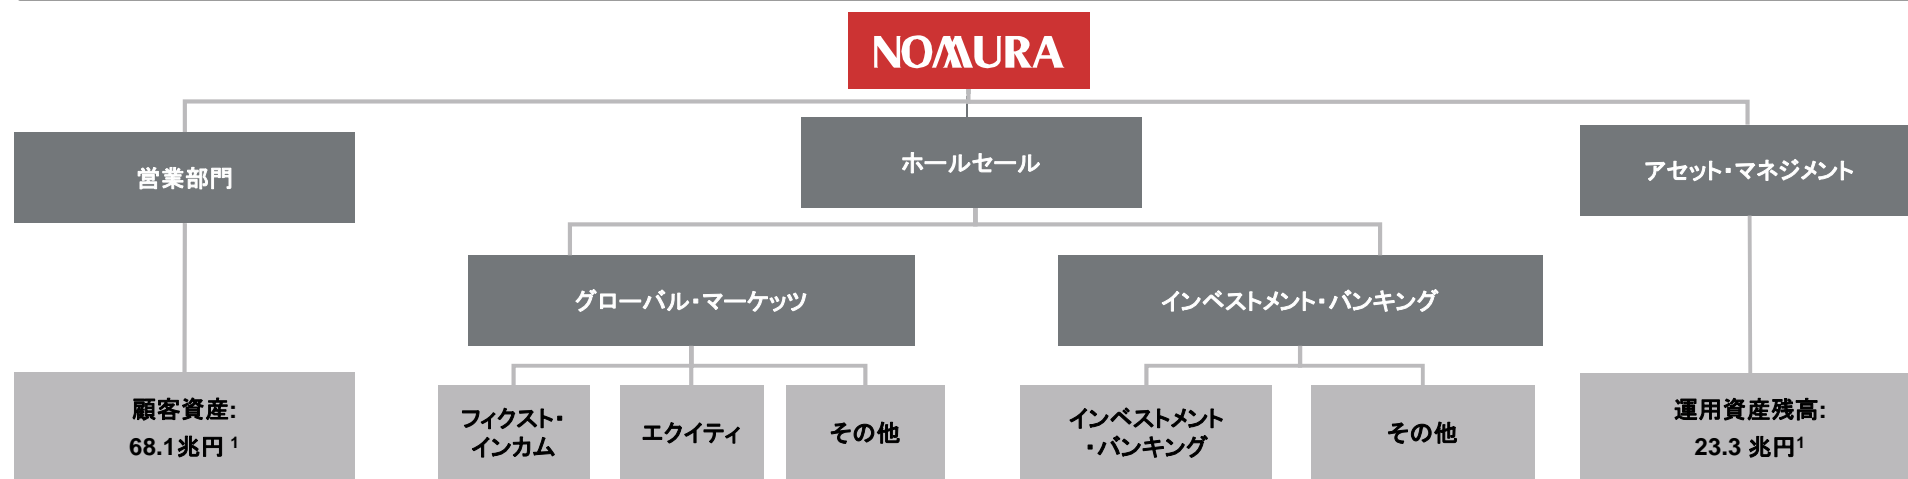 NOMURA
営業部門
ホールセール
アセット・マネジメント
グローバル・マーケッツ
インベストメント・バンキング
顧客資産:
68.1兆円 1
フィクスト・
インカム
エクイティ
その他
インベストメント
・バンキング
その他
運用資産残高:
23.3 兆円1